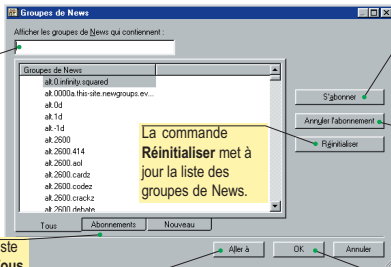 Groupes de News
Afficher les groupes de News qui contiennent :
Groupes de News
alt.0.infinity.squared
alt.0000a.this-site.newgroups.ev...
alt.0d
alt.1d
alt.-1d
alt.2600
alt.2600.414
alt.2600.aol
alt.2600.cardz
alt.2600.codez
alt.2600.crackz
alt.2600.debate
S'abonner
Annuler l'abonnement
Réinitialiser
La commande
Réinitialiser met à
jour la liste des
groupes de News.
Tous
Abonnements
Nouveau
ste
Tous
Aller à
OK
Annuler